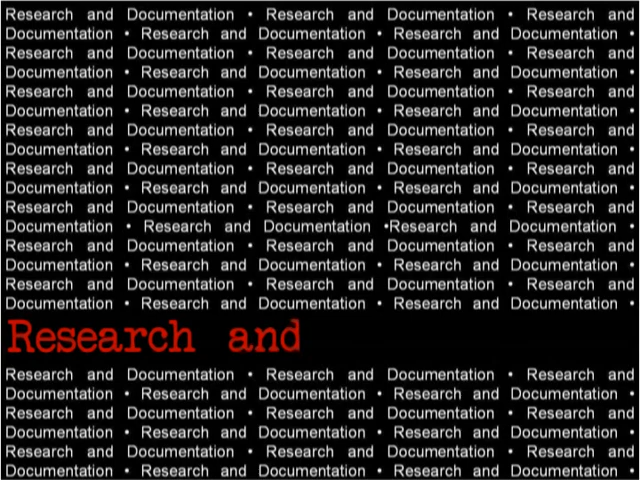 Research and Documentation • Research and Documentation • Research and
Documentation • Research and Documentation • Research and Documentation •
Research and Documentation • Research and Documentation • Research and
Documentation • Research and Documentation • Research and Documentation •
Research and Documentation • Research and Documentation • Research and
Documentation • Research and Documentation • Research and Documentation •
Research and Documentation • Research and Documentation • Research and
Documentation • Research and Documentation • Research and Documentation •
Research and Documentation • Research and Documentation • Research and
Documentation • Research and Documentation • Research and Documentation •
Research and Documentation • Research and Documentation • Research and
Documentation • Research and Documentation •Research and Documentation •
Research and Documentation • Research and Documentation • Research and
Documentation • Research and Documentation • Research and Documentation •
Research and Documentation • Research and Documentation • Research and
Documentation • Research and Documentation • Research and Documentation •
Research and
Research and Documentation • Research and Documentation • Research and
Documentation • Research and Documentation • Research and Documentation •
Research and Documentation • Research and Documentation • Research and
Documentation • Research and Documentation • Research and Documentation •
Research and Documentation • Research and Documentation • Research and
Documentation • Research and Documentation • Research and Documentation •